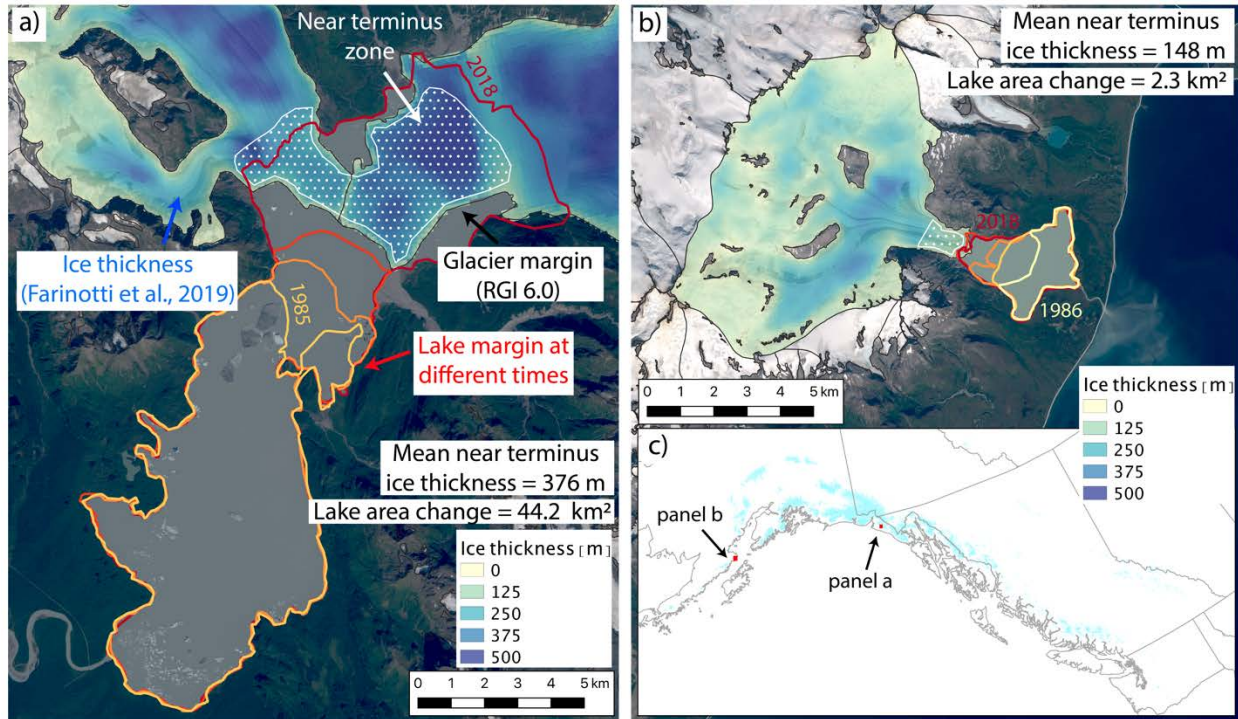 a)
Near terminus
zone
2018
Ice thickness
(Farinotti et al., 2019)
Glacier margin
(RGI 6.0)
1985
Lake margin at
different times
Mean near terminus
ice thickness = 376 m
Lake area change = 44.2 km²
Ice thickness [m]
0
125
250
375
500
0 1 2 3 4 5 km
b)
Mean near terminus
ice thickness = 148 m
Lake area change = 2.3 km²
2018
1986
0 1 2 3 4 5 km
Ice thickness [m]
0
125
250
375
500
c)
panel b
panel a